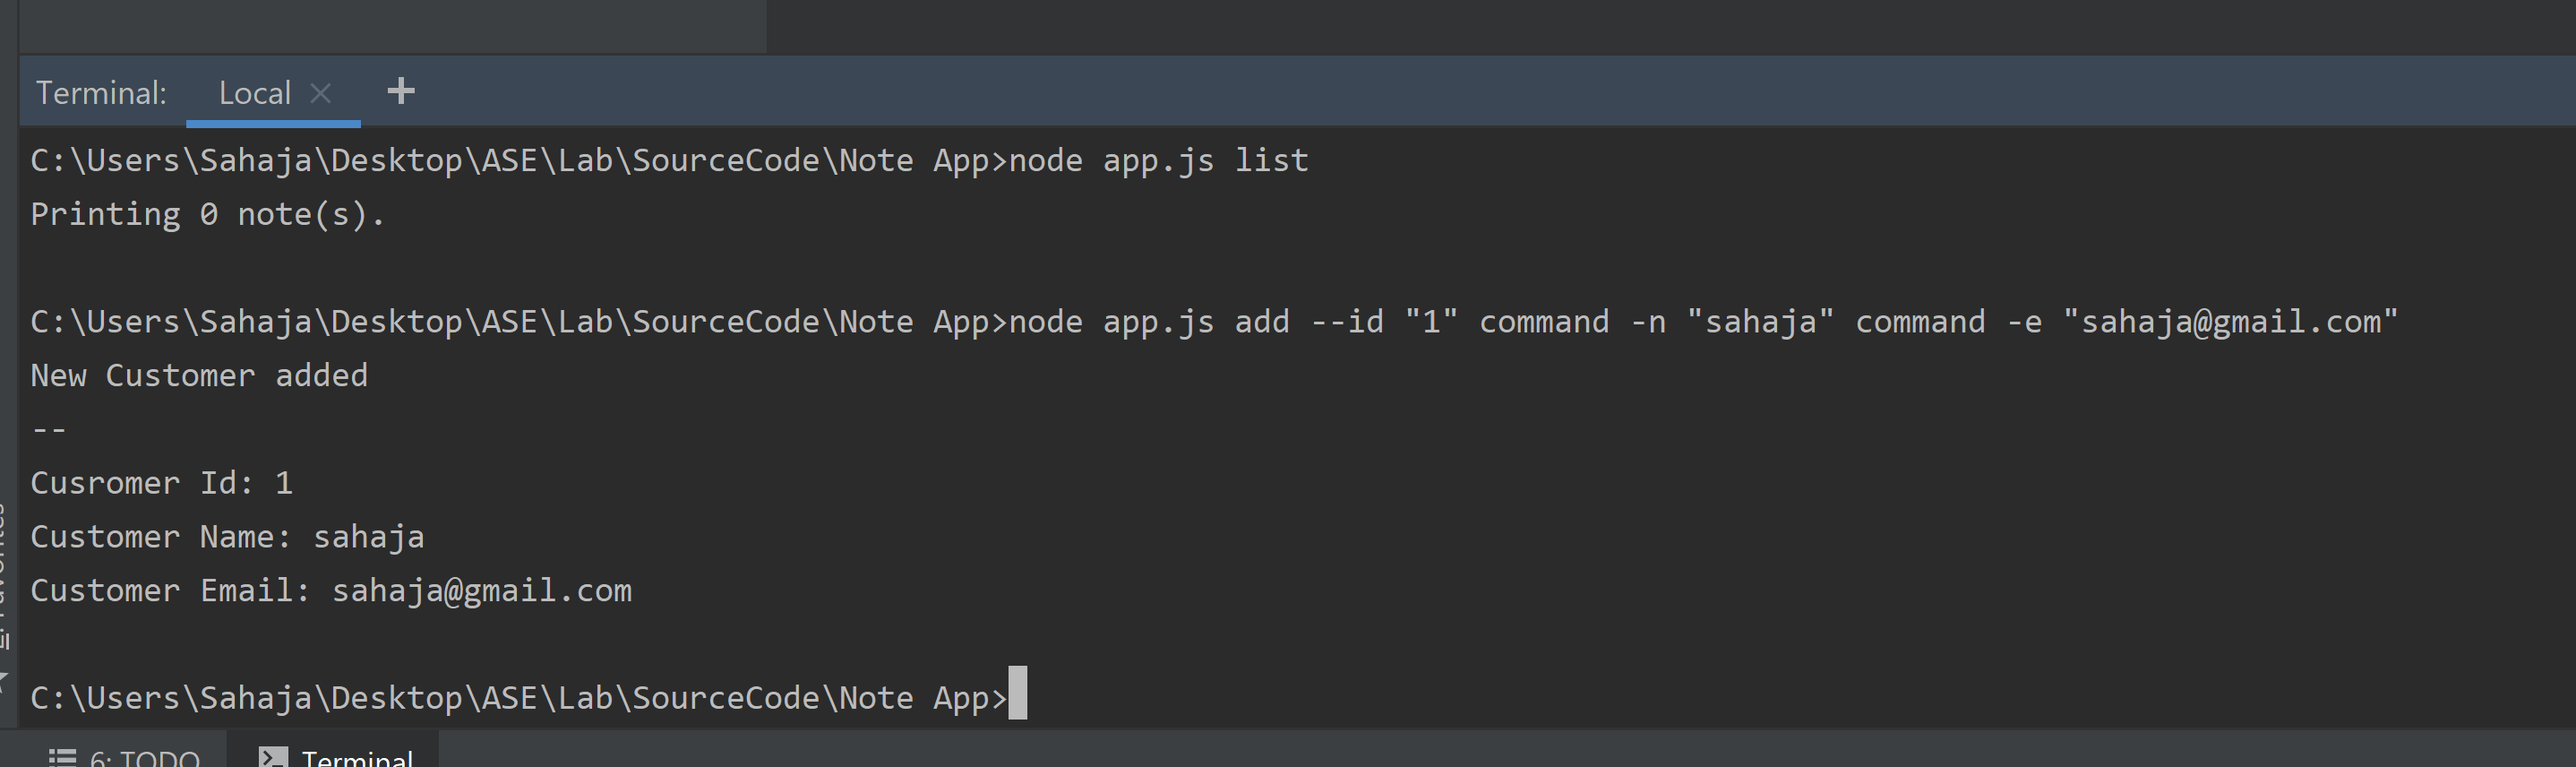 Terminal: Local × +
C:\Users\Sahaja\Desktop\ASE\Lab\SourceCode\Note App>node app.js list
Printing 0 note(s).
C:\Users\Sahaja\Desktop\ASE\Lab\SourceCode\Note App>node app.js add --id "1" command -n "sahaja" command -e "sahaja@gmail.com"
New Customer added
--
Cusromer Id: 1
Customer Name: sahaja
Customer Email: sahaja@gmail.com
C:\Users\Sahaja\Desktop\ASE\Lab\SourceCode\Note App>
6: TODO Terminal